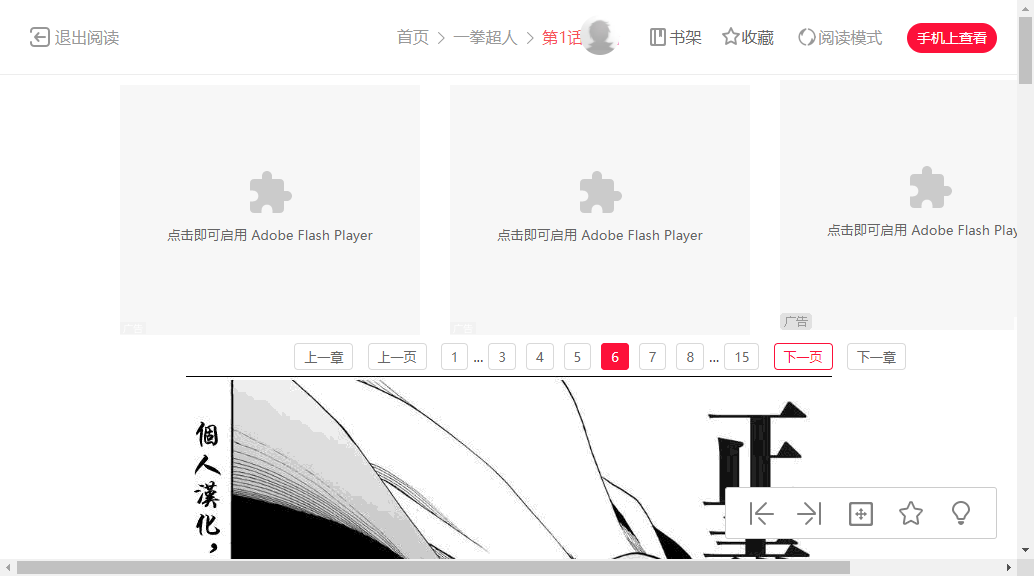 退出阅读
首页 > 一拳超人 > 第1话
书架
收藏
阅读模式
手机上查看
点击即可启用 Adobe Flash Player
点击即可启用 Adobe Flash Player
点击即可启用 Adobe Flash Play
广告
广告
广告
上一章 上一页 1 ... 3 4 5 6 7 8 ... 15 下一页 下一章
個人漢化，
正